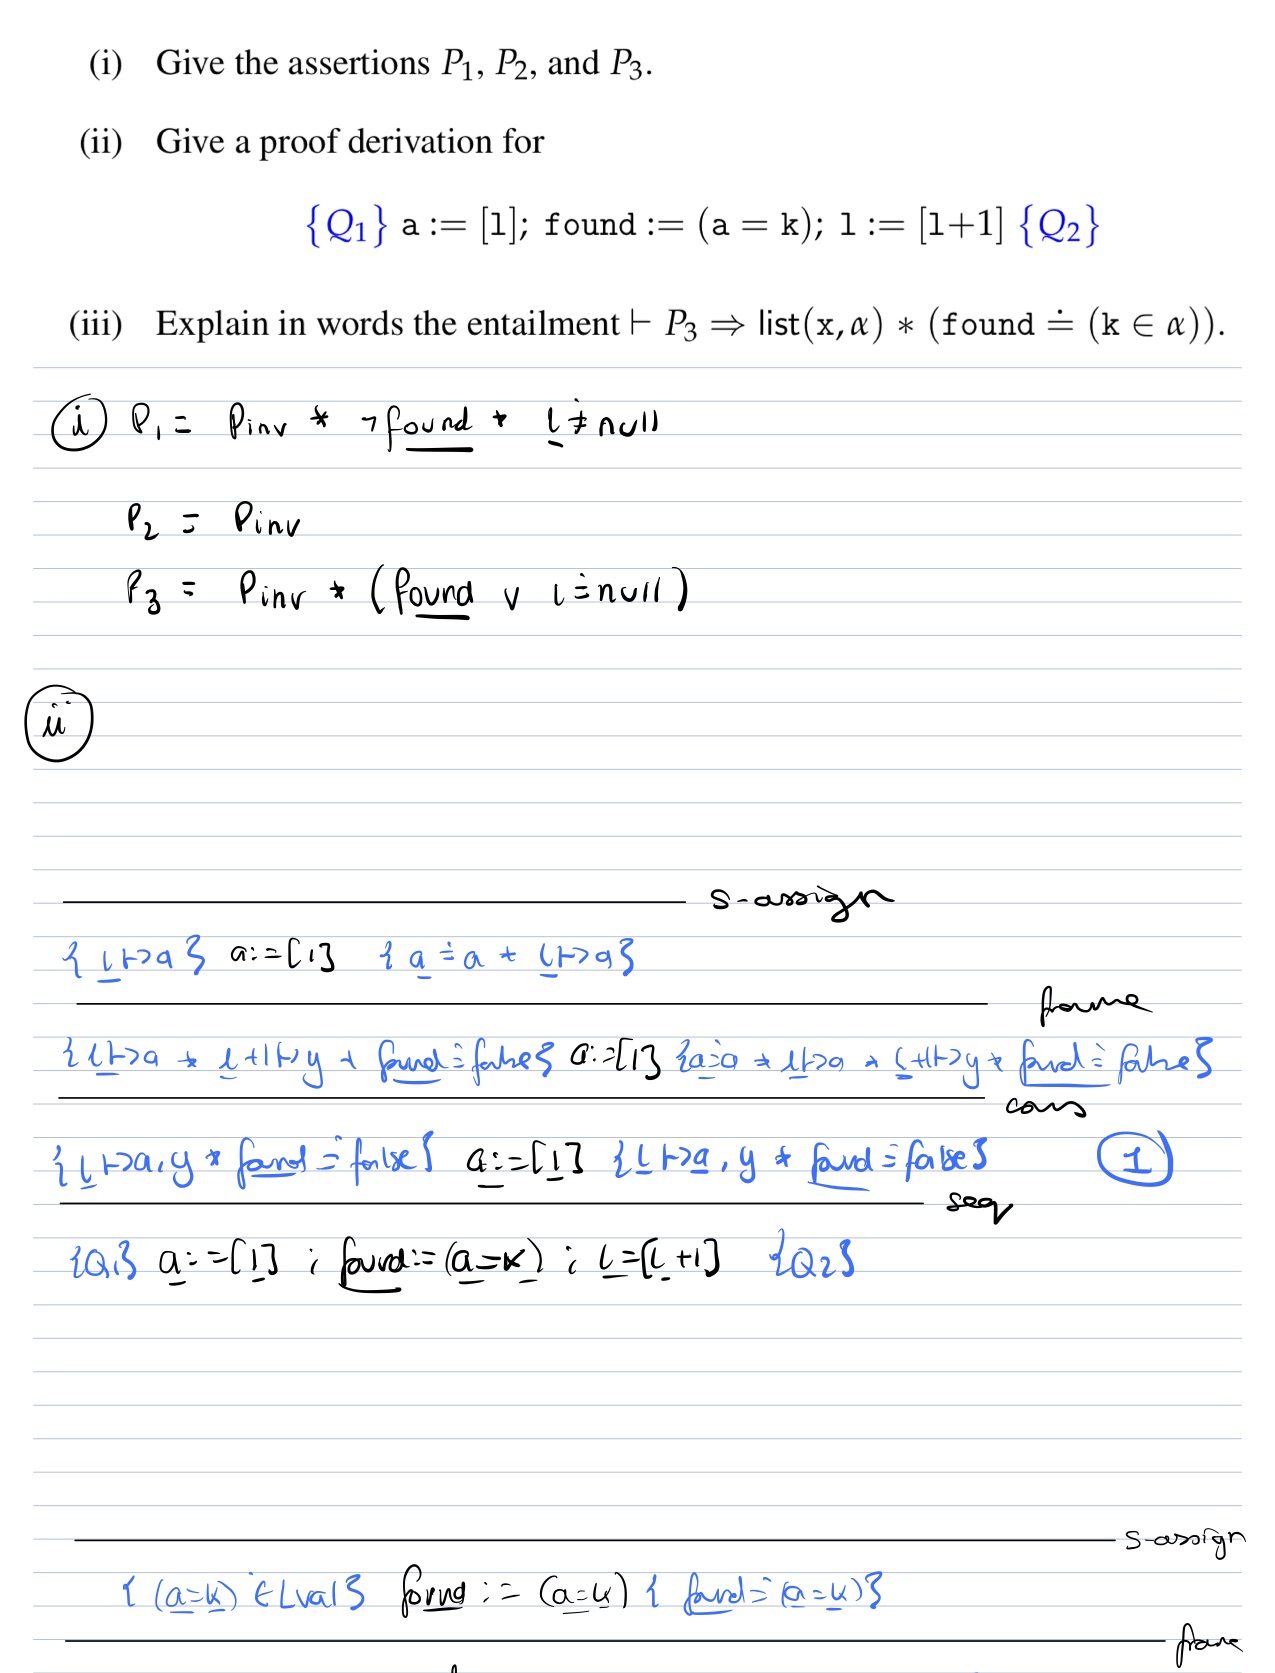 (i) Give the assertions P₁, P₂, and P₃.
(ii) Give a proof derivation for
{Q₁} a := [l]; found := (a = k); l := [l+1] {Q₂}
(iii) Explain in words the entailment ⊢ P₃ ⇒ list(x, α) * (found ≐ (k ∈ α)).
(i) P₁ = Pinv * ¬found * l ≠ null
P₂ = Pinv
P₃ = Pinv * (found ∨ l ≐ null)
(ii)
s-assign
{l ↦ a} a := [l] {a ≐ a * l ↦ a}
frame
{l ↦ a * l+1 ↦ y * found ≐ false} a := [l] {a ≐ a * l ↦ a * l+1 ↦ y * found ≐ false}
cons
{l ↦ a, y * found ≐ false} a := [l] {l ↦ a, y * found ≐ false} (1)
seq
{Q₁} a := [l] ; found := (a = k) ; l = [l+1] {Q₂}
s-assign
{(a = k) ∈ Lval} found := (a = k) {found ≐ (a = k)}
frame